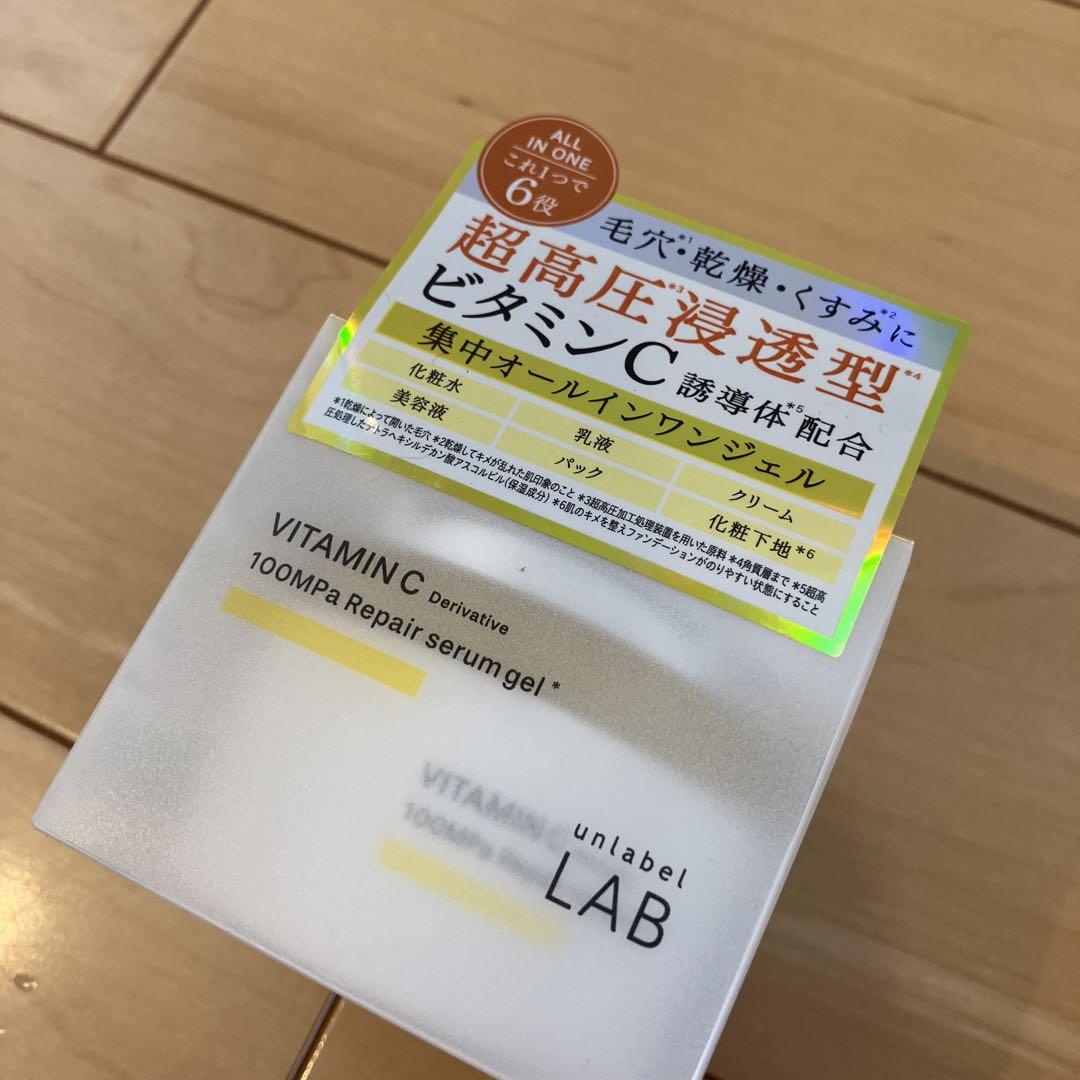 ALL
IN ONE
これ1つで
6役
毛穴*1・乾燥・くすみ*2に
超高圧*3浸透型*4
ビタミンC誘導体*5配合
集中オールインワンジェル
化粧水 乳液 クリーム
美容液 パック 化粧下地*6
*1乾燥によって開いた毛穴 *2乾燥してキメが乱れた肌印象のこと *3超高圧加工処理装置を用いた原料 *4角質層まで *5超高
圧処理したテトラヘキシルデカン酸アスコルビル(保湿成分) *6肌のキメを整えファンデーションがのりやすい状態にすること
VITAMIN C Derivative
100MPa Repair serum gel *
VITAMIN C
100MPa
unlabel
LAB